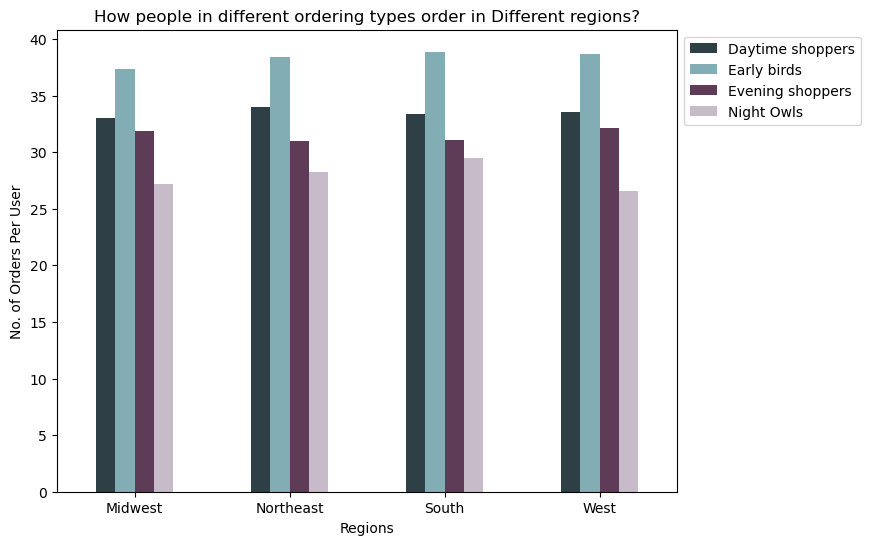 How people in different ordering types order in Different regions?
No. of Orders Per User
40
35
30
25
20
15
10
5
0
Midwest
Northeast
South
West
Regions
Daytime shoppers
Early birds
Evening shoppers
Night Owls